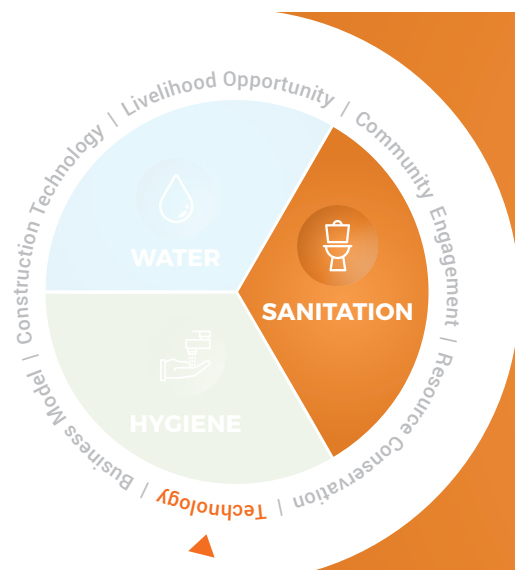 Construction Technology | Livelihood Opportunity | Community Engagement | Resource Conservation | Technology | Business Model |
WATER
SANITATION
HYGIENE